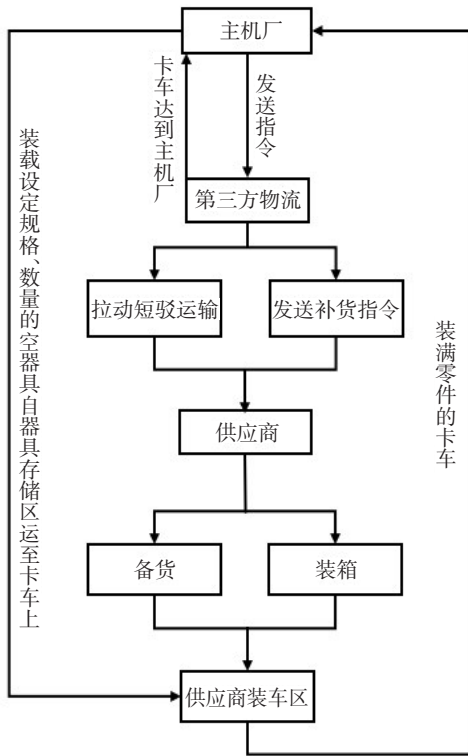 主机厂
卡车达到主机厂
发送指令
第三方物流
拉动短驳运输
发送补货指令
供应商
备货
装箱
供应商装车区
装载设定规格、数量的空器具自器具存储区运至卡车上
装满零件的卡车